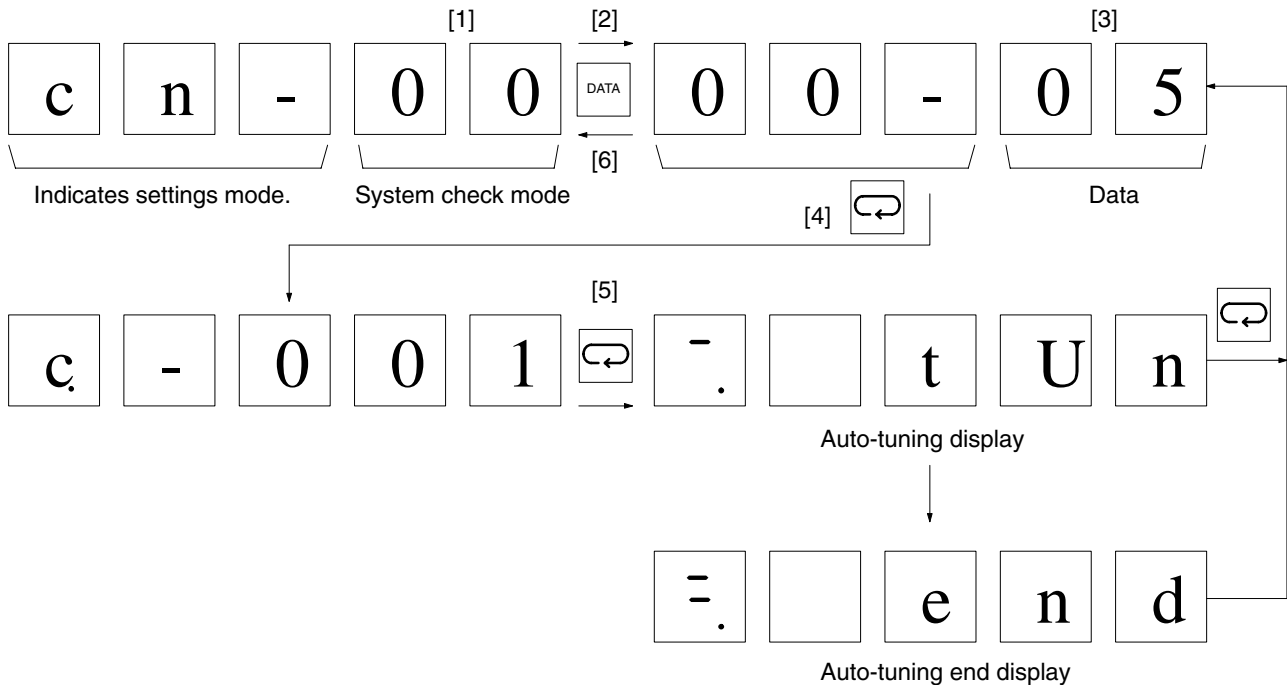 [1] [2] [3]
c n - 0 0 DATA 0 0 - 0 5
[6]
Indicates settings mode. System check mode Data
[4]
[5]
c. - 0 0 1 t U n
Auto-tuning display
e n d
Auto-tuning end display